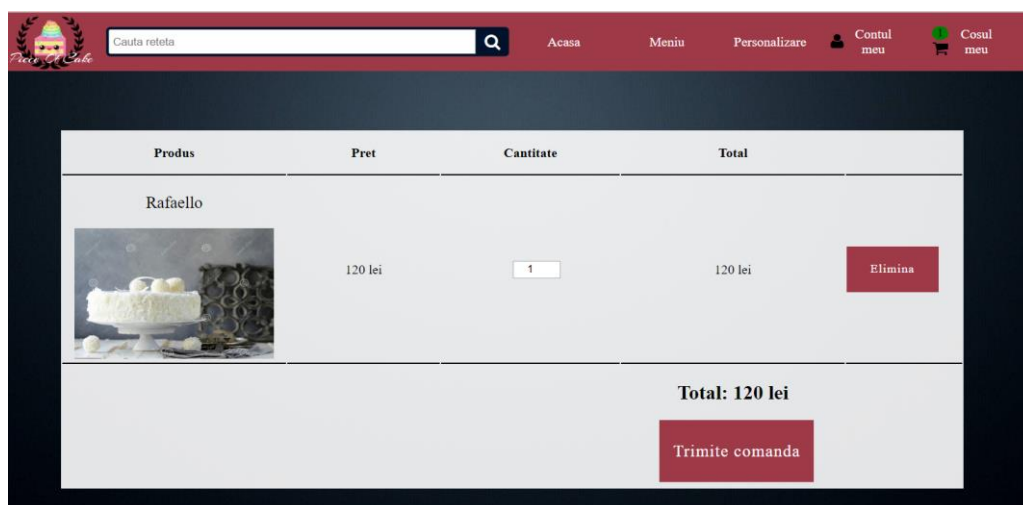 Piece Of Cake
Cauta reteta
Acasa
Meniu
Personalizare
Contul
meu
1
Cosul
meu
Produs
Pret
Cantitate
Total
Rafaello
120 lei
1
120 lei
Elimina
Total: 120 lei
Trimite comanda